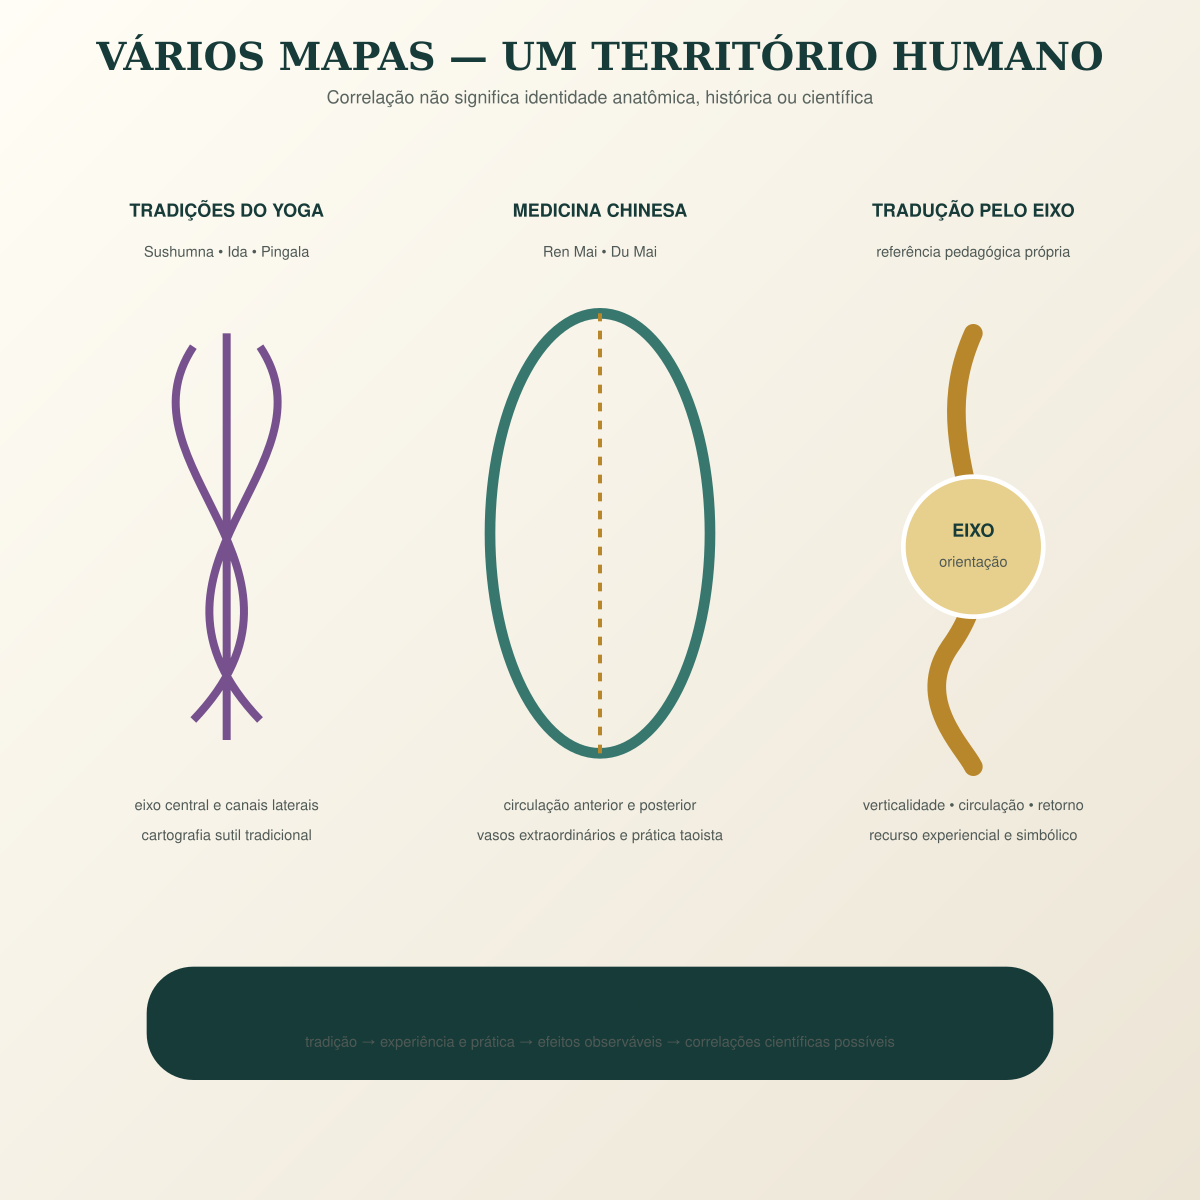 VÁRIOS MAPAS — UM TERRITÓRIO HUMANO
Correlação não significa identidade anatômica, histórica ou científica
TRADIÇÕES DO YOGA
Sushumna • Ida • Pingala
eixo central e canais laterais
cartografia sutil tradicional
MEDICINA CHINESA
Ren Mai • Du Mai
circulação anterior e posterior
vasos extraordinários e prática taoista
TRADUÇÃO PELO EIXO
referência pedagógica própria
EIXO
orientação
verticalidade • circulação • retorno
recurso experiencial e simbólico
tradição → experiência e prática → efeitos observáveis → correlações científicas possíveis